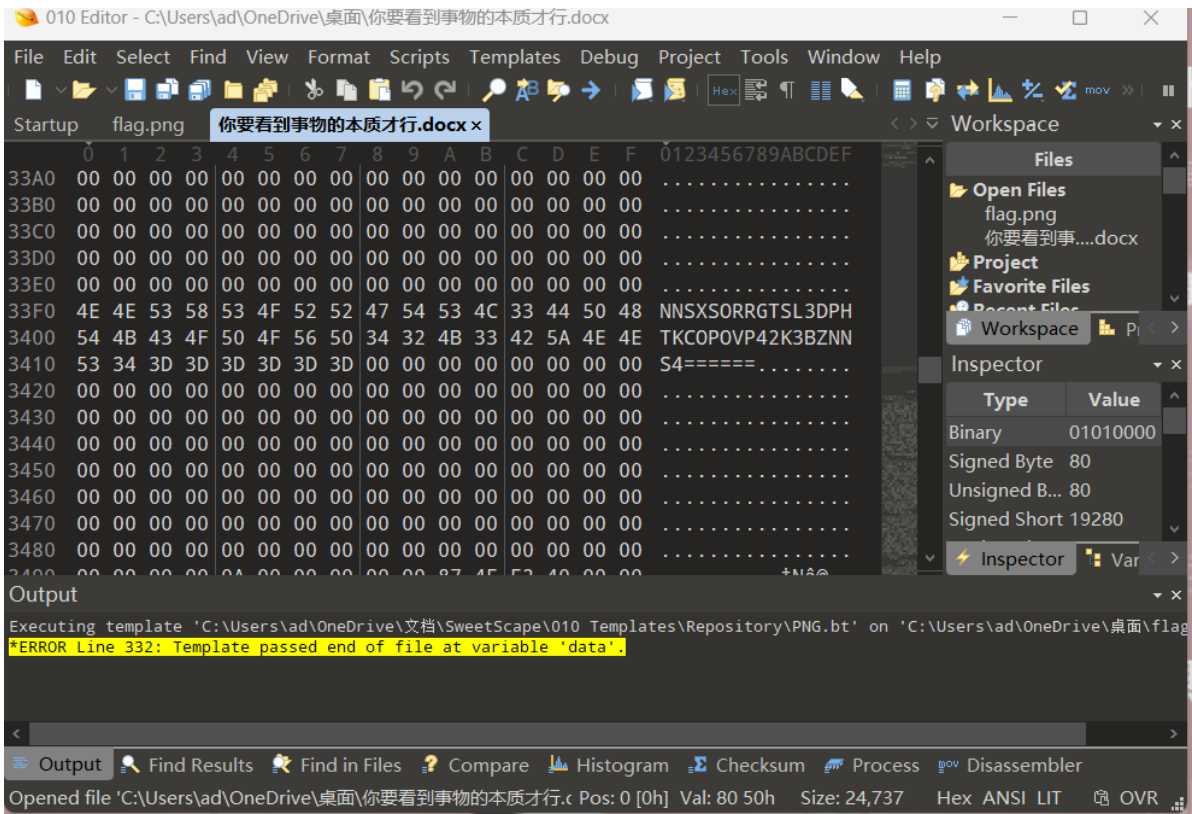 010 Editor - C:\Users\ad\OneDrive\桌面\你要看到事物的本质才行.docx
File Edit Select Find View Format Scripts Templates Debug Project Tools Window Help
Hex mov
Startup flag.png 你要看到事物的本质才行.docx × Workspace
0 1 2 3 4 5 6 7 8 9 A B C D E F 0123456789ABCDEF
Files
33A0 00 00 00 00 00 00 00 00 00 00 00 00 00 00 00 00 ................
33B0 00 00 00 00 00 00 00 00 00 00 00 00 00 00 00 00 ................
33C0 00 00 00 00 00 00 00 00 00 00 00 00 00 00 00 00 ................
33D0 00 00 00 00 00 00 00 00 00 00 00 00 00 00 00 00 ................
33E0 00 00 00 00 00 00 00 00 00 00 00 00 00 00 00 00 ................
33F0 4E 4E 53 58 53 4F 52 52 47 54 53 4C 33 44 50 48 NNSXSORRGTSL3DPH
3400 54 4B 43 4F 50 4F 56 50 34 32 4B 33 42 5A 4E 4E TKCOPOVP42K3BZNN
3410 53 34 3D 3D 3D 3D 3D 3D 00 00 00 00 00 00 00 00 S4======........
3420 00 00 00 00 00 00 00 00 00 00 00 00 00 00 00 00 ................
3430 00 00 00 00 00 00 00 00 00 00 00 00 00 00 00 00 ................
3440 00 00 00 00 00 00 00 00 00 00 00 00 00 00 00 00 ................
3450 00 00 00 00 00 00 00 00 00 00 00 00 00 00 00 00 ................
3460 00 00 00 00 00 00 00 00 00 00 00 00 00 00 00 00 ................
3470 00 00 00 00 00 00 00 00 00 00 00 00 00 00 00 00 ................
3480 00 00 00 00 00 00 00 00 00 00 00 00 00 00 00 00 ................
Open Files
flag.png
你要看到事....docx
Project
Favorite Files
Recent Files
Workspace
Inspector
Type Value
Binary 01010000
Signed Byte 80
Unsigned B... 80
Signed Short 19280
Inspector Var
Output
Executing template 'C:\Users\ad\OneDrive\文档\SweetScape\010 Templates\Repository\PNG.bt' on 'C:\Users\ad\OneDrive\桌面\flag
*ERROR Line 332: Template passed end of file at variable 'data'.
Output Find Results Find in Files Compare Histogram Checksum Process Disassembler
Opened file 'C:\Users\ad\OneDrive\桌面\你要看到事物的本质才行.c Pos: 0 [0h] Val: 80 50h Size: 24,737 Hex ANSI LIT OVR